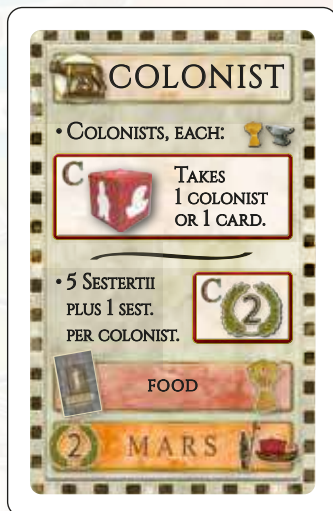 COLONIST
• COLONISTS, EACH:
C
TAKES
1 COLONIST
OR 1 CARD.
• 5 SESTERTII
PLUS 1 SEST.
PER COLONIST.
C
2
FOOD
2 MARS